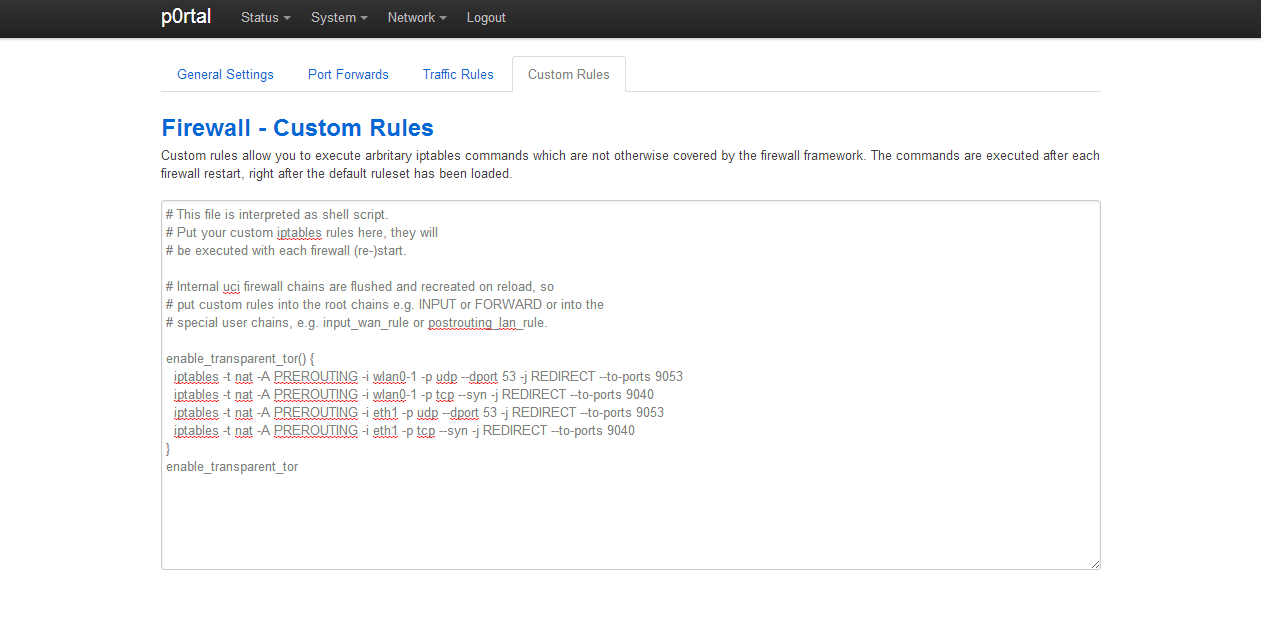 p0rtal Status System Network Logout
General Settings Port Forwards Traffic Rules Custom Rules
Firewall - Custom Rules
Custom rules allow you to execute arbritary iptables commands which are not otherwise covered by the firewall framework. The commands are executed after each
firewall restart, right after the default ruleset has been loaded.
# This file is interpreted as shell script.
# Put your custom iptables rules here, they will
# be executed with each firewall (re-)start.
# Internal uci firewall chains are flushed and recreated on reload, so
# put custom rules into the root chains e.g. INPUT or FORWARD or into the
# special user chains, e.g. input_wan_rule or postrouting_lan_rule.
enable_transparent_tor() {
iptables -t nat -A PREROUTING -i wlan0-1 -p udp --dport 53 -j REDIRECT --to-ports 9053
iptables -t nat -A PREROUTING -i wlan0-1 -p tcp --syn -j REDIRECT --to-ports 9040
iptables -t nat -A PREROUTING -i eth1 -p udp --dport 53 -j REDIRECT --to-ports 9053
iptables -t nat -A PREROUTING -i eth1 -p tcp --syn -j REDIRECT --to-ports 9040
}
enable_transparent_tor